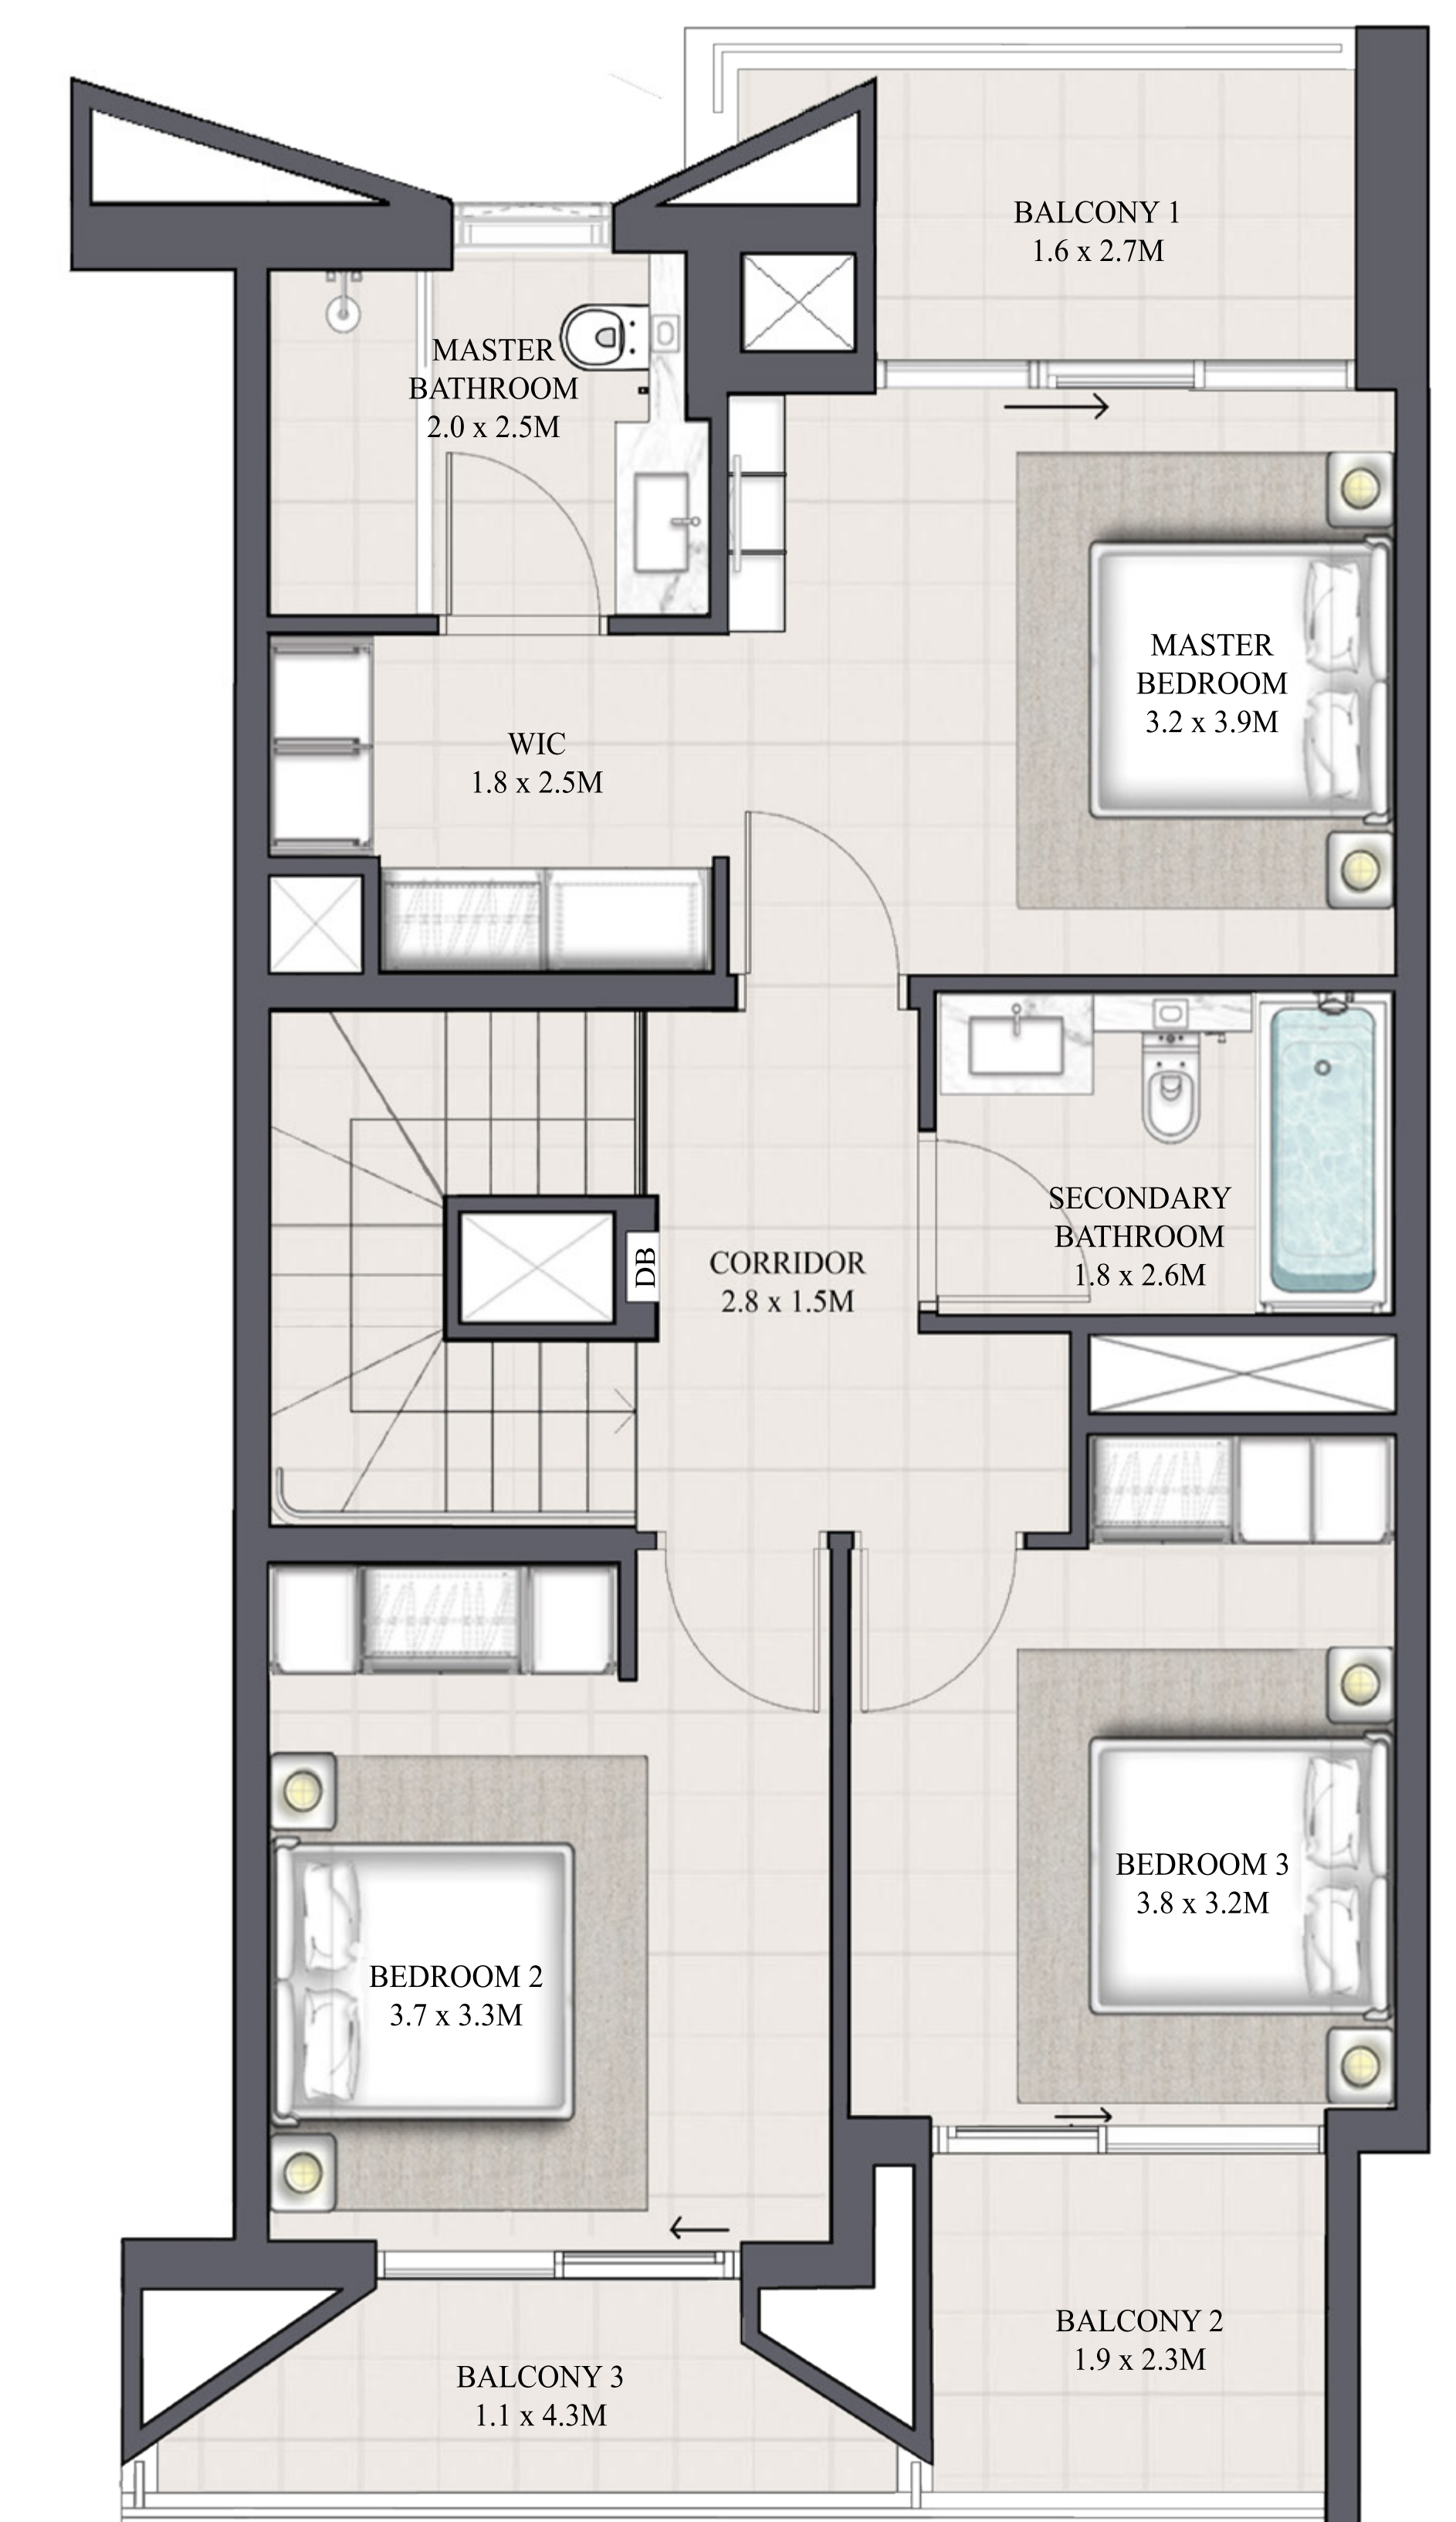 BALCONY 1
1.6 x 2.7M
MASTER
BATHROOM
2.0 x 2.5M
MASTER
BEDROOM
3.2 x 3.9M
WIC
1.8 x 2.5M
SECONDARY
BATHROOM
1.8 x 2.6M
DB
CORRIDOR
2.8 x 1.5M
BEDROOM 3
3.8 x 3.2M
BEDROOM 2
3.7 x 3.3M
BALCONY 2
1.9 x 2.3M
BALCONY 3
1.1 x 4.3M